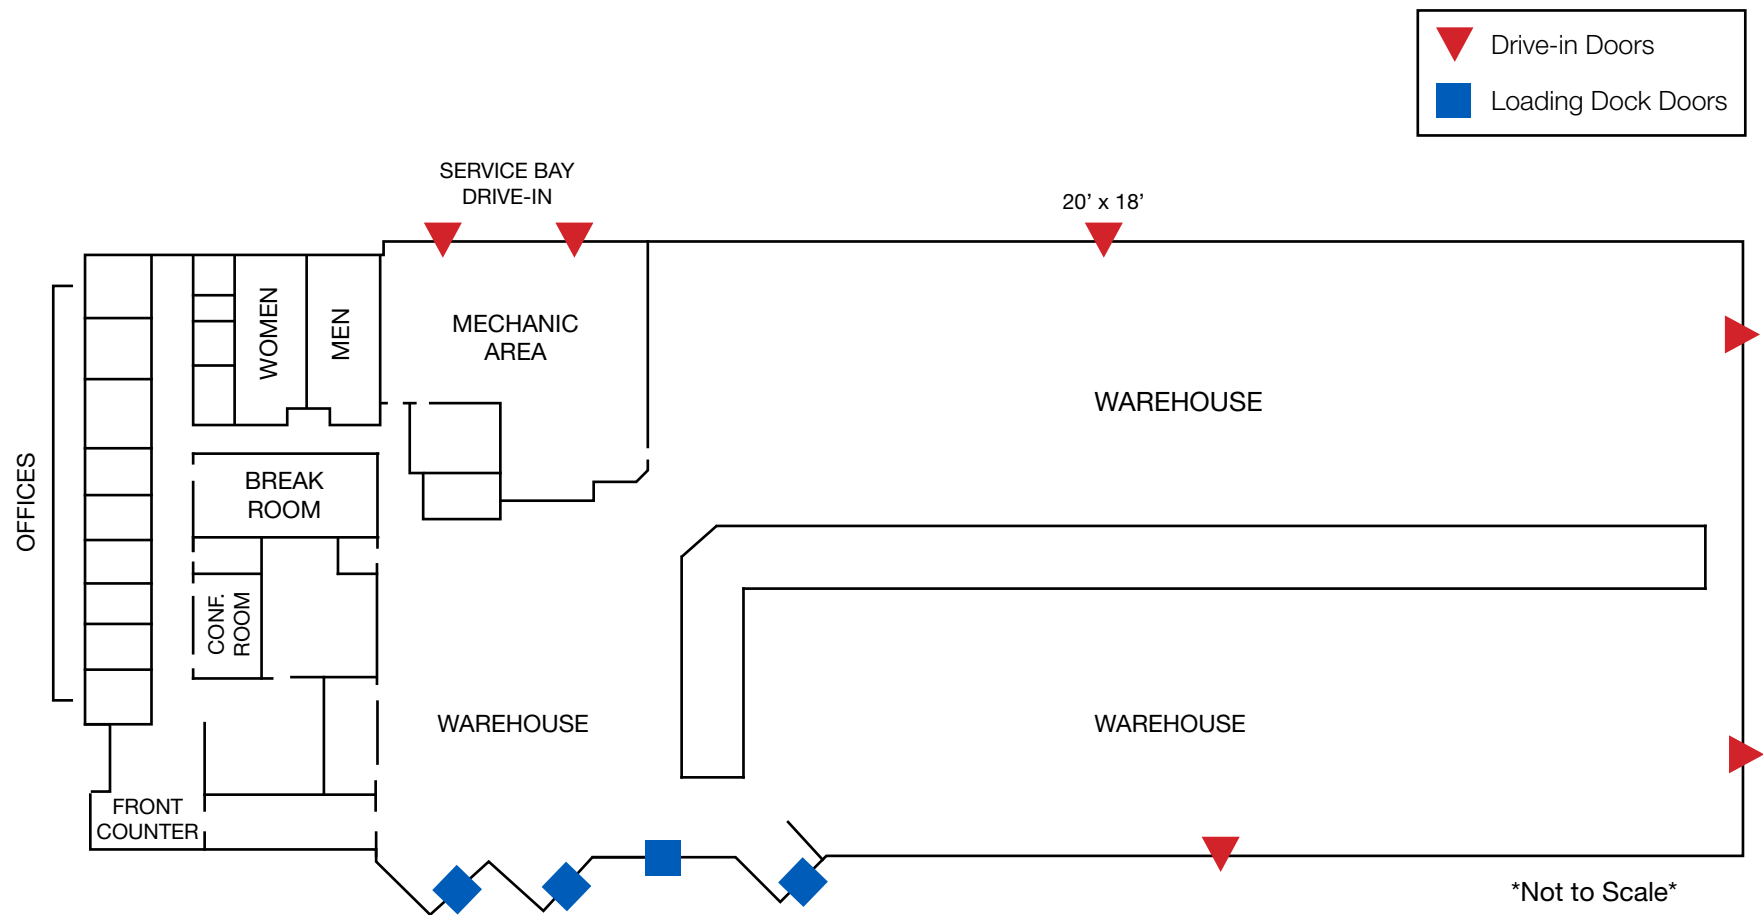 Drive-in Doors
Loading Dock Doors
SERVICE BAY
DRIVE-IN
20’ x 18’
WOMEN
MEN
MECHANIC
AREA
WAREHOUSE
OFFICES
BREAK
ROOM
CONF.
ROOM
WAREHOUSE
WAREHOUSE
FRONT
COUNTER
*Not to Scale*